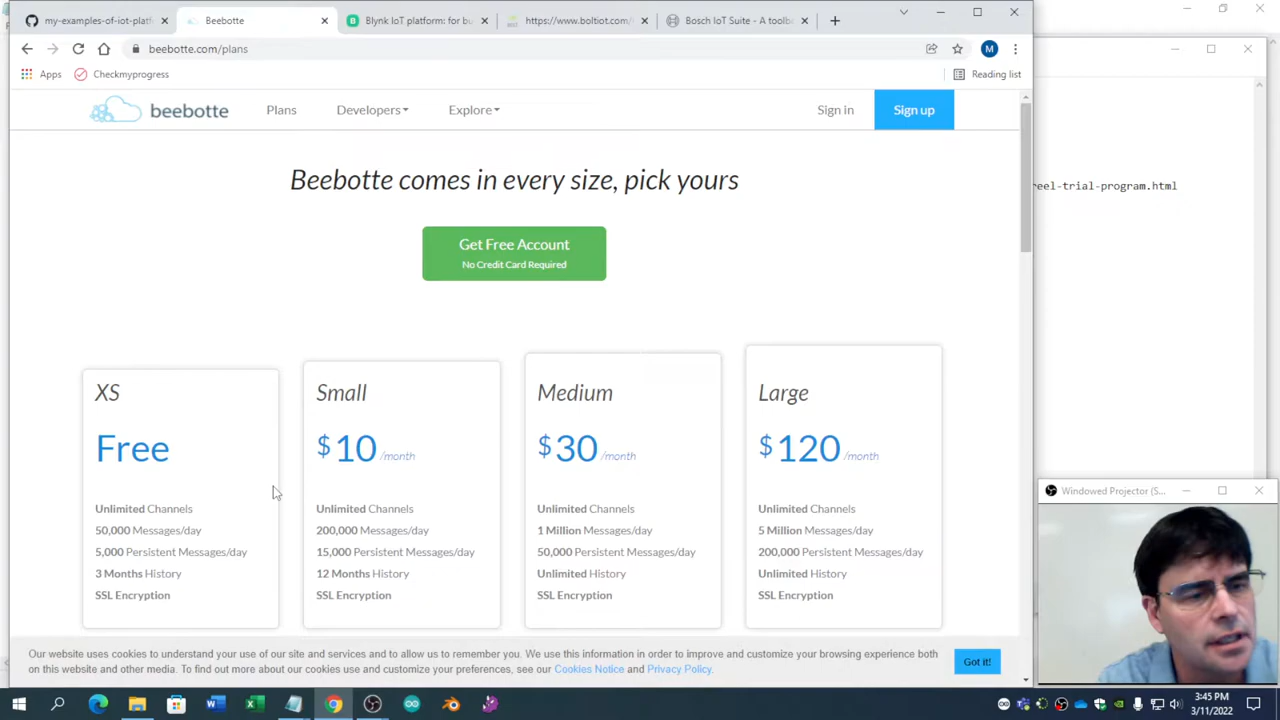 my-examples-of-iot-platf
Beebotte
Blynk IoT platform: for bu
https://www.boltiot.com/
Bosch IoT Suite - A toolb
beebotte.com/plans
M
Apps
Checkmyprogress
Reading list
beebotte
Plans
Developers
Explore
Sign in
Sign up
Beebotte comes in every size, pick yours
Get Free Account
No Credit Card Required
eel-trial-program.html
XS
Free
Unlimited Channels
50,000 Messages/day
5,000 Persistent Messages/day
3 Months History
SSL Encryption
Small
$10 /month
Unlimited Channels
200,000 Messages/day
15,000 Persistent Messages/day
12 Months History
SSL Encryption
Medium
$30 /month
Unlimited Channels
1 Million Messages/day
50,000 Persistent Messages/day
Unlimited History
SSL Encryption
Large
$120 /month
Unlimited Channels
5 Million Messages/day
200,000 Persistent Messages/day
Unlimited History
SSL Encryption
Windowed Projector (S...
Our website uses cookies to understand your use of our site and services and to allow us to remember you. We use this information in order to improve and customize your browsing experience both
on this website and other media. To find out more about our cookies use and customize your preferences, see our Cookies Notice and Privacy Policy.
Got it!
3:45 PM
3/11/2022